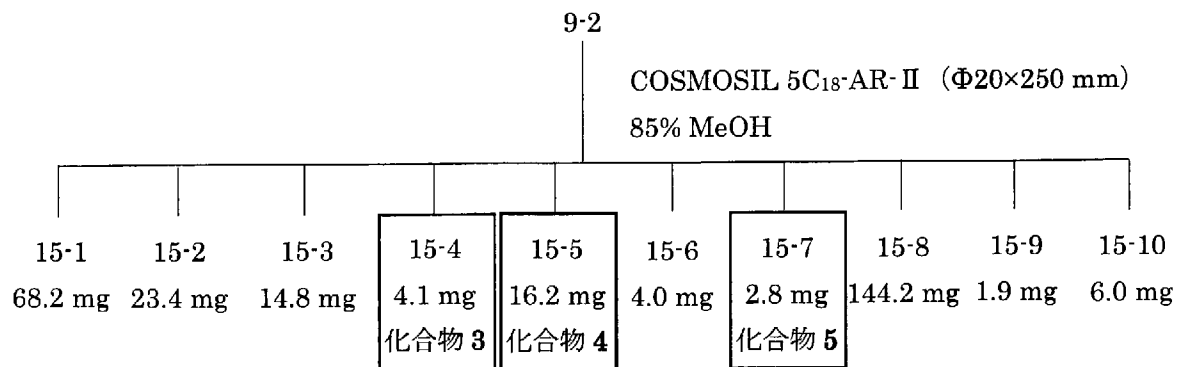 9-2
COSMOSIL 5C₁₈-AR-Ⅱ (Φ20×250 mm)
85% MeOH
15-1 15-2 15-3 15-4 15-5 15-6 15-7 15-8 15-9 15-10
68.2 mg 23.4 mg 14.8 mg 4.1 mg 16.2 mg 4.0 mg 2.8 mg 144.2 mg 1.9 mg 6.0 mg
化合物 3 化合物 4 化合物 5